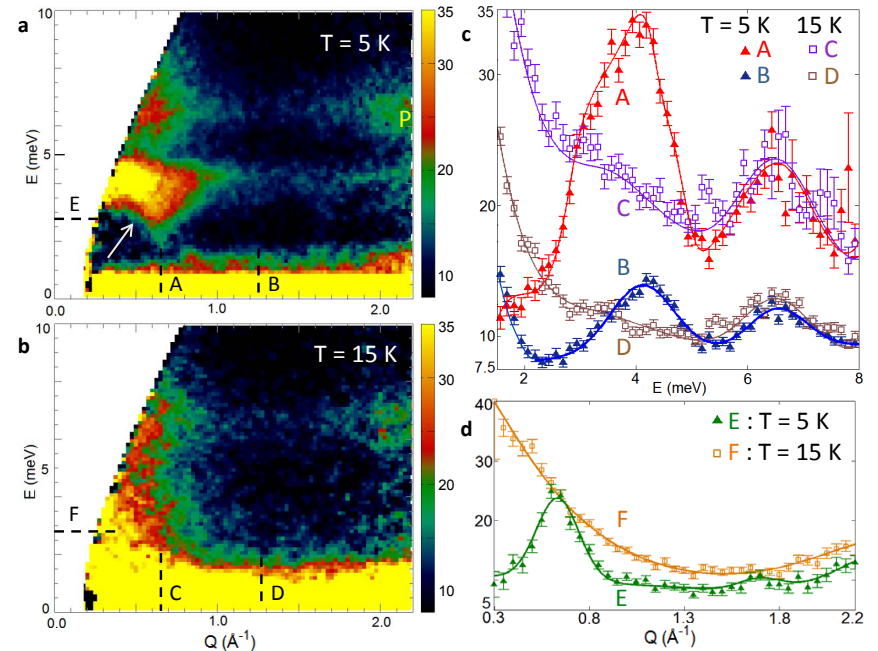 a
T = 5 K
E (meV)
10
5
0
E
A
B
P
0.0
1.0
2.0
35
30
20
10
b
T = 15 K
E (meV)
10
5
0
F
C
D
0.0
1.0
2.0
Q (Å⁻¹)
35
30
20
10
c
T = 5 K 15 K
A C
B D
A
C
B
D
35
30
20
10
7.5
2 4 6 8
E (meV)
d
E : T = 5 K
F : T = 15 K
F
E
40
30
20
5
0.3 0.8 1.3 1.8 2.2
Q (Å⁻¹)